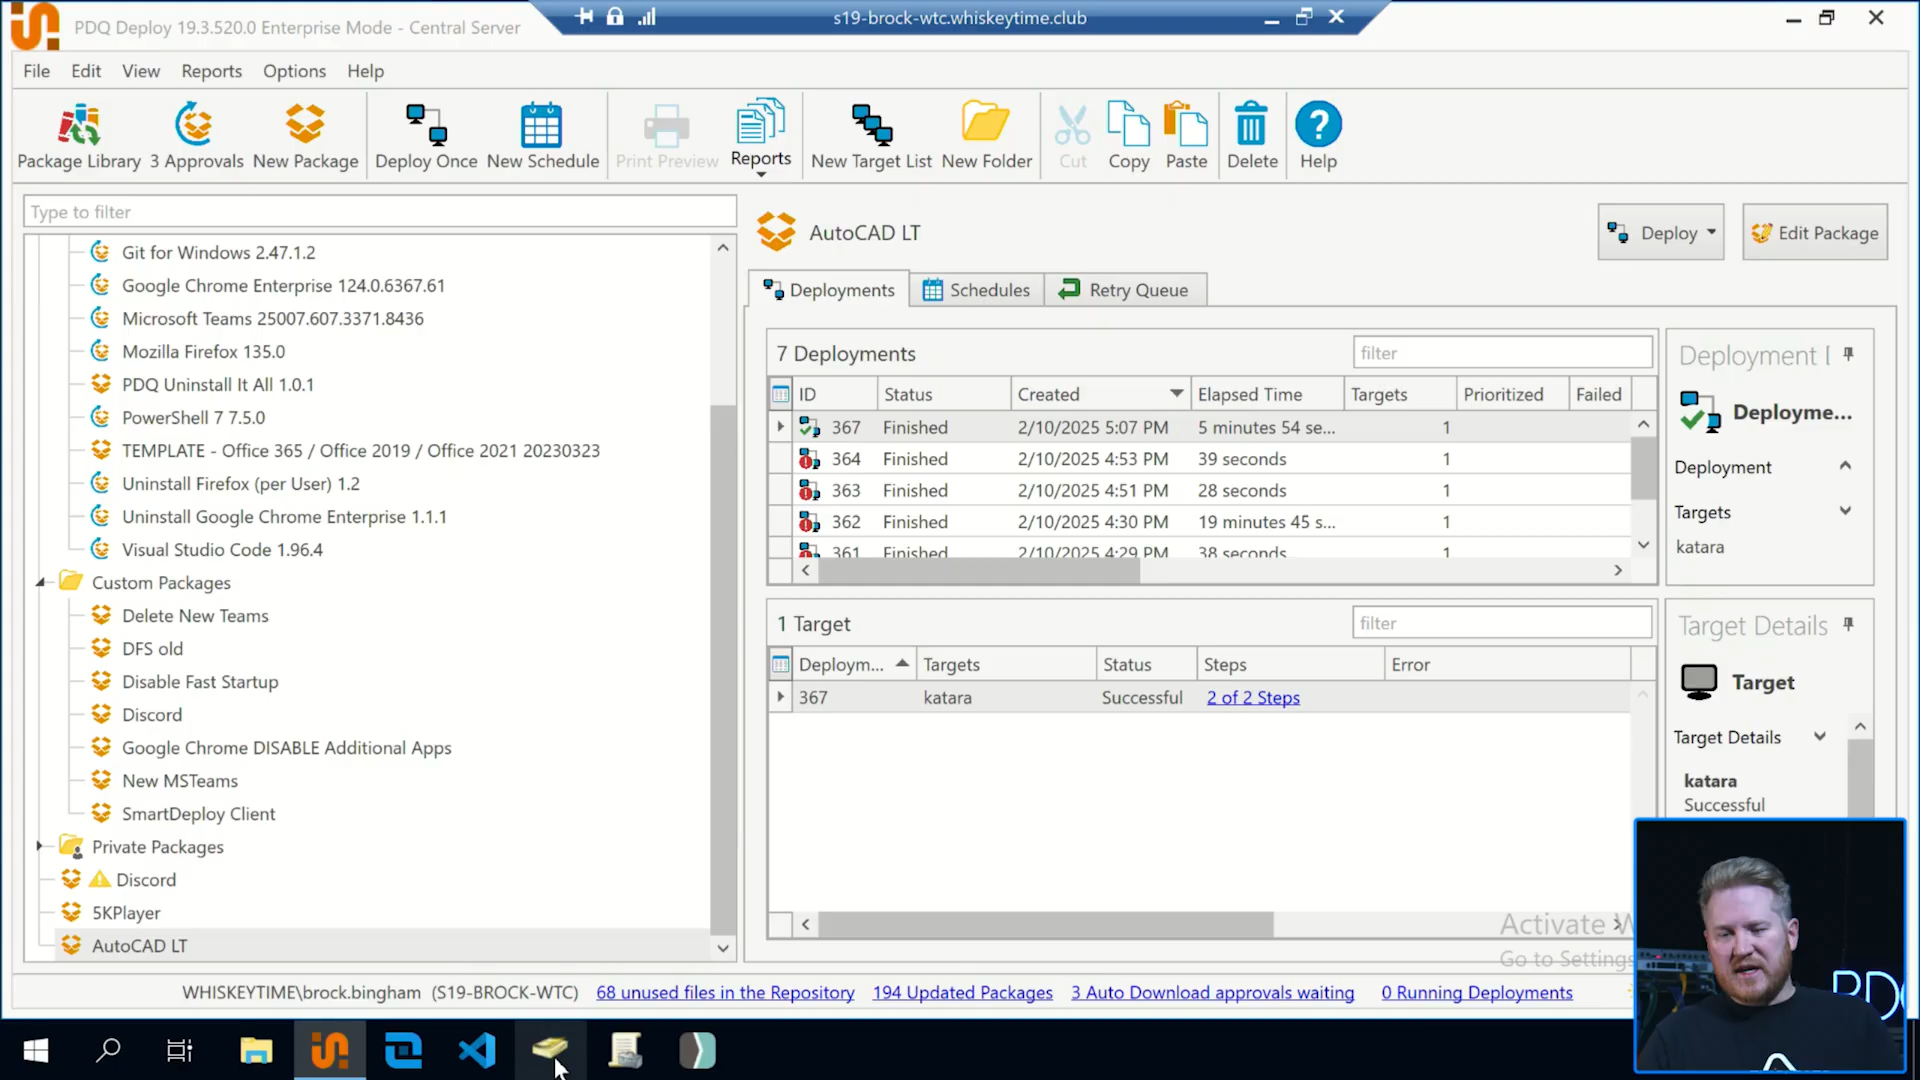 s19-brock-wtc.whiskeytime.club
PDQ Deploy 19.3.520.0 Enterprise Mode - Central Server
File Edit View Reports Options Help
Package Library 3 Approvals New Package Deploy Once New Schedule Print Preview Reports New Target List New Folder Cut Copy Paste Delete Help
Type to filter
Git for Windows 2.47.1.2
Google Chrome Enterprise 124.0.6367.61
Microsoft Teams 25007.607.3371.8436
Mozilla Firefox 135.0
PDQ Uninstall It All 1.0.1
PowerShell 7 7.5.0
TEMPLATE - Office 365 / Office 2019 / Office 2021 20230323
Uninstall Firefox (per User) 1.2
Uninstall Google Chrome Enterprise 1.1.1
Visual Studio Code 1.96.4
Custom Packages
Delete New Teams
DFS old
Disable Fast Startup
Discord
Google Chrome DISABLE Additional Apps
New MSTeams
SmartDeploy Client
Private Packages
Discord
5KPlayer
AutoCAD LT
AutoCAD LT
Deploy Edit Package
Deployments Schedules Retry Queue
7 Deployments filter
ID Status Created Elapsed Time Targets Prioritized Failed
367 Finished 2/10/2025 5:07 PM 5 minutes 54 se... 1
364 Finished 2/10/2025 4:53 PM 39 seconds 1
363 Finished 2/10/2025 4:51 PM 28 seconds 1
362 Finished 2/10/2025 4:30 PM 19 minutes 45 s... 1
361 Finished 2/10/2025 4:29 PM 38 seconds 1
1 Target filter
Deploym... Targets Status Steps Error
367 katara Successful 2 of 2 Steps
Deployment
Deployme...
Deployment
Targets
katara
Target Details
Target
Target Details
katara
Successful
Activate W
Go to Settings
PDQ
WHISKEYTIME\brock.bingham (S19-BROCK-WTC) 68 unused files in the Repository 194 Updated Packages 3 Auto Download approvals waiting 0 Running Deployments